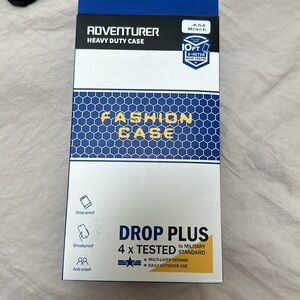 ADVENTURER
HEAVY DUTY CASE
A54
Black
10FT
FASHION
CASE
Drop-proof
Shockproof
Anti-crash
DROP PLUS
4 x TESTED to MILITARY
STANDARD
MULTI-LAYER DEFENSE
DAILY OUTDOOR USE